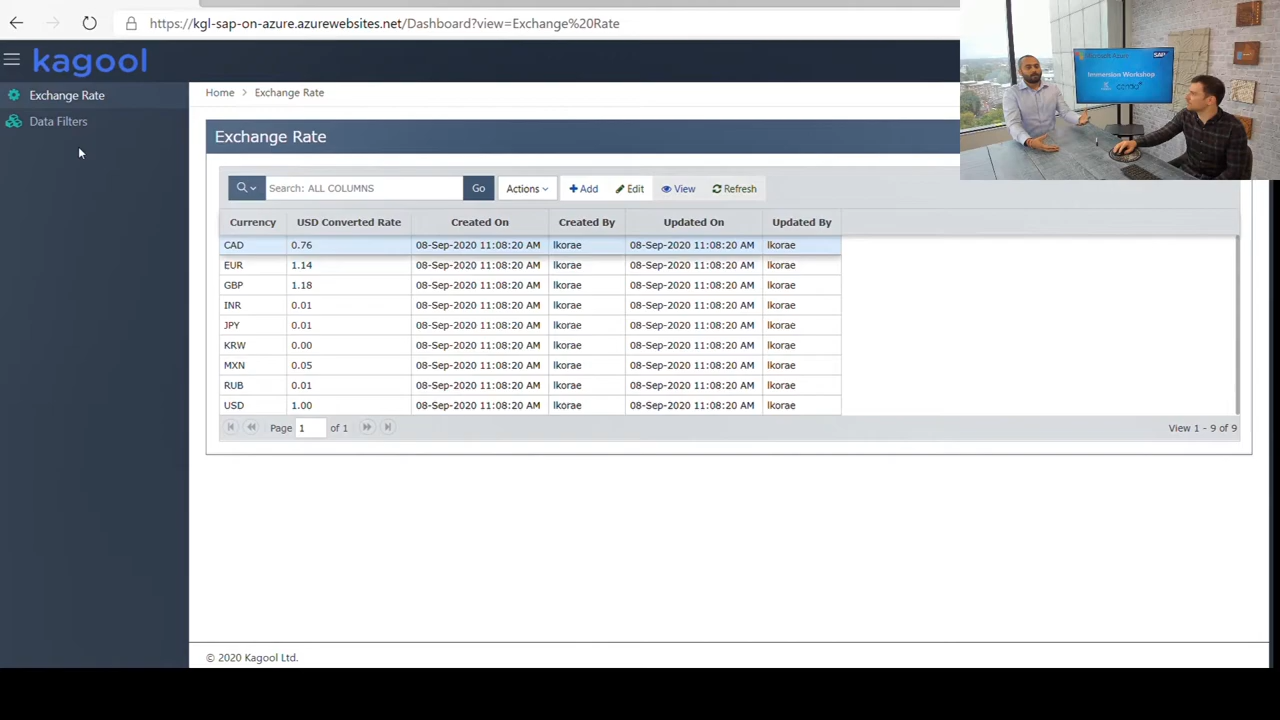 https://kgl-sap-on-azure.azurewebsites.net/Dashboard?view=Exchange%20Rate
kagool
Exchange Rate
Data Filters
Home > Exchange Rate
Exchange Rate
Search: ALL COLUMNS Go Actions Add Edit View Refresh
Currency USD Converted Rate Created On Created By Updated On Updated By
CAD 0.76 08-Sep-2020 11:08:20 AM lkorae 08-Sep-2020 11:08:20 AM lkorae
EUR 1.14 08-Sep-2020 11:08:20 AM lkorae 08-Sep-2020 11:08:20 AM lkorae
GBP 1.18 08-Sep-2020 11:08:20 AM lkorae 08-Sep-2020 11:08:20 AM lkorae
INR 0.01 08-Sep-2020 11:08:20 AM lkorae 08-Sep-2020 11:08:20 AM lkorae
JPY 0.01 08-Sep-2020 11:08:20 AM lkorae 08-Sep-2020 11:08:20 AM lkorae
KRW 0.00 08-Sep-2020 11:08:20 AM lkorae 08-Sep-2020 11:08:20 AM lkorae
MXN 0.05 08-Sep-2020 11:08:20 AM lkorae 08-Sep-2020 11:08:20 AM lkorae
RUB 0.01 08-Sep-2020 11:08:20 AM lkorae 08-Sep-2020 11:08:20 AM lkorae
USD 1.00 08-Sep-2020 11:08:20 AM lkorae 08-Sep-2020 11:08:20 AM lkorae
Page 1 of 1 View 1 - 9 of 9
© 2020 Kagool Ltd.
SAP
Immersion Workshop